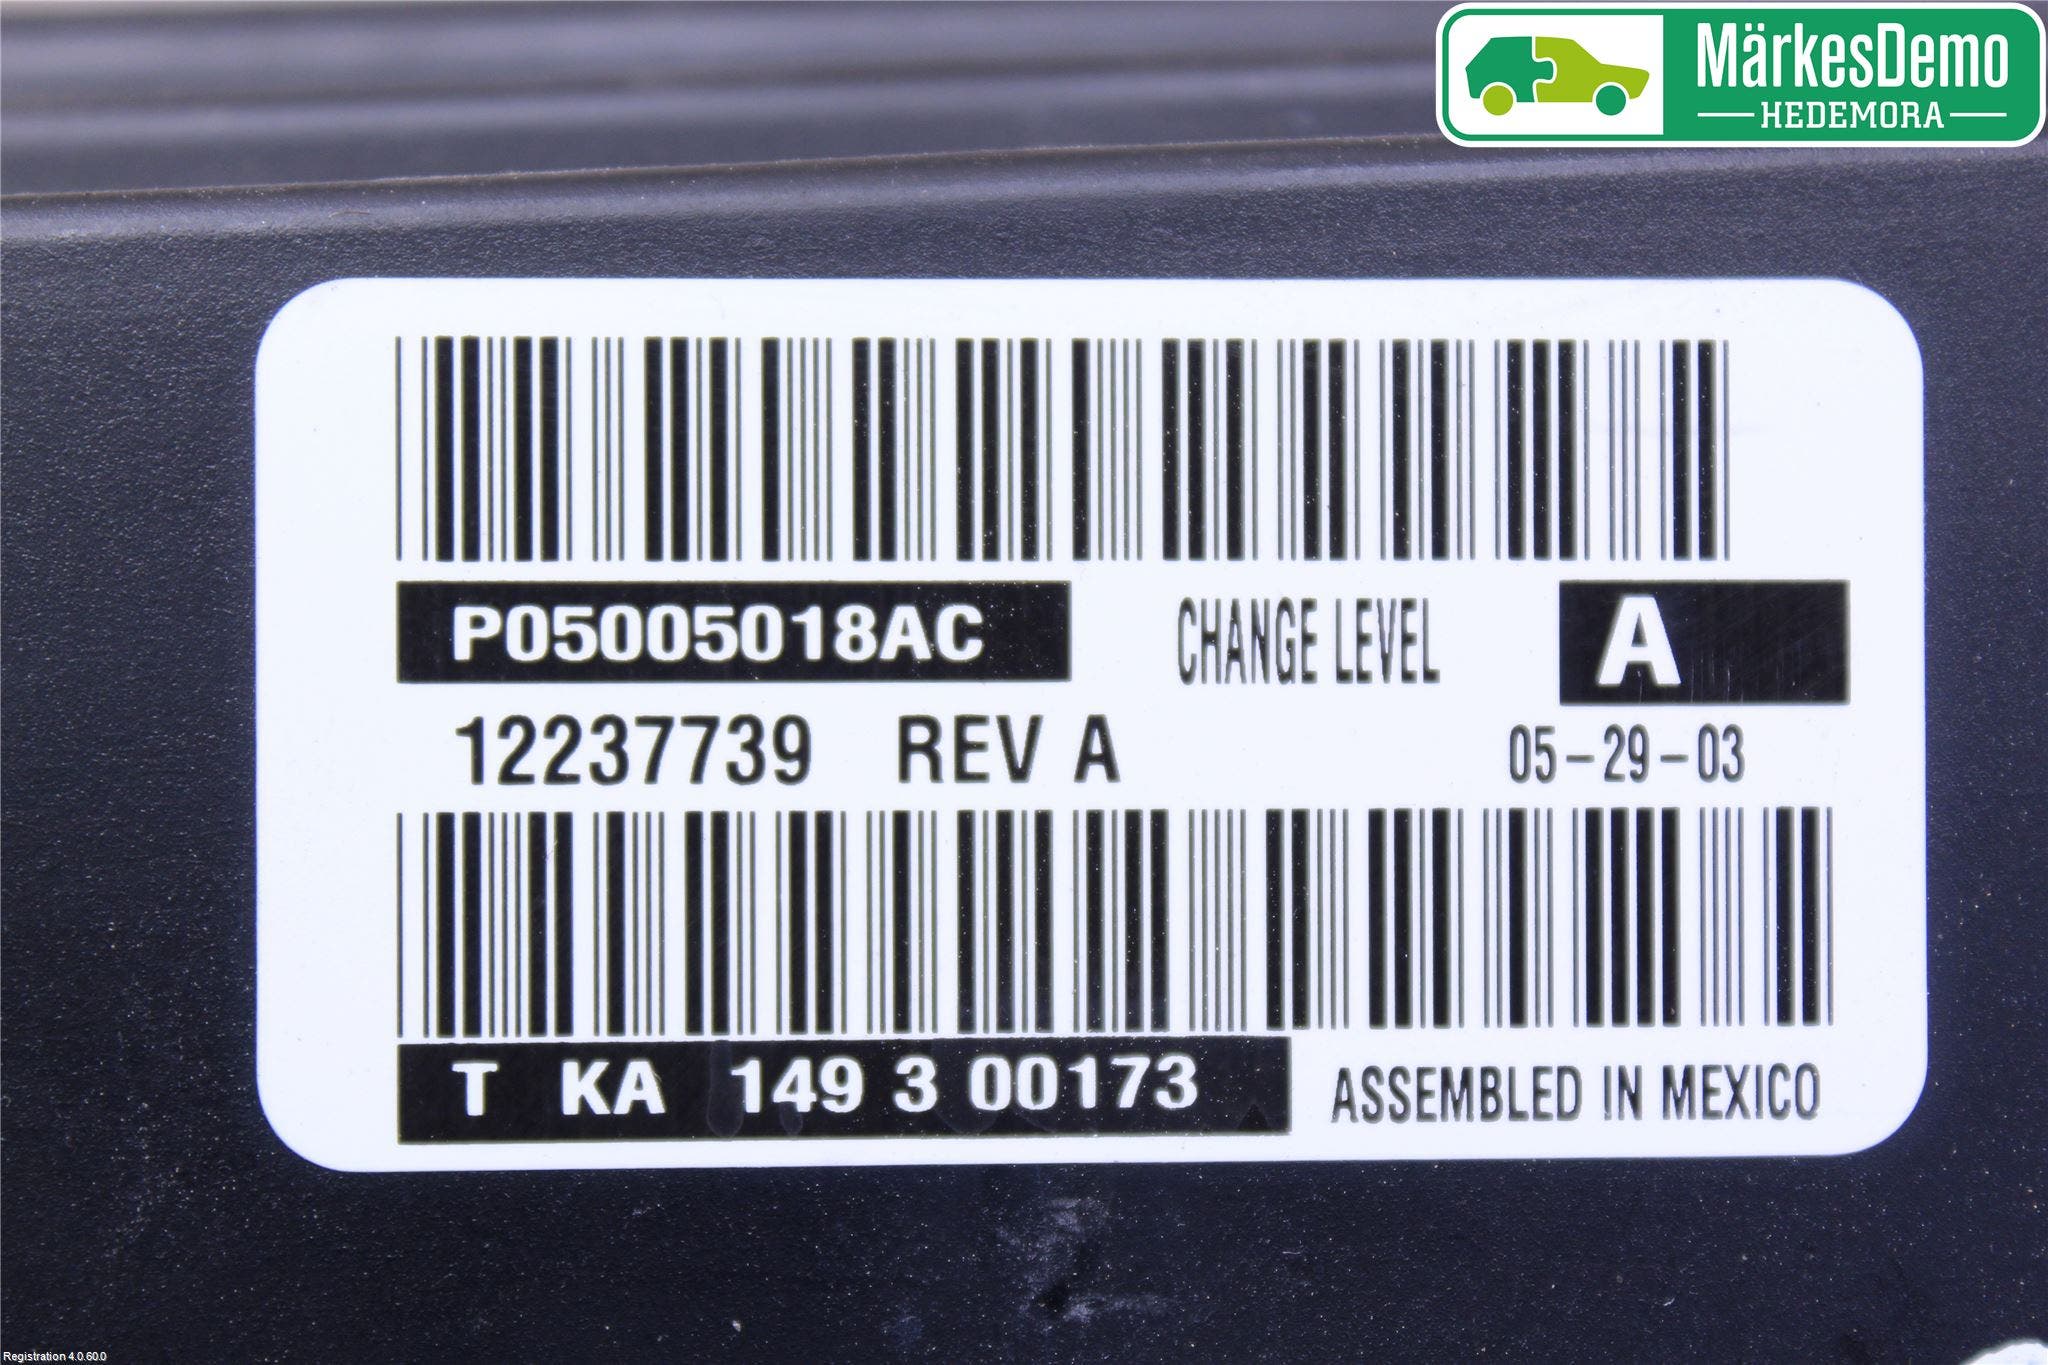 MärkesDemo
HEDEMORA
P05005018AC CHANGE LEVEL A
12237739 REV A 05-29-03
T KA 149 3 00173 ASSEMBLED IN MEXICO
Registration 4.0.60.0